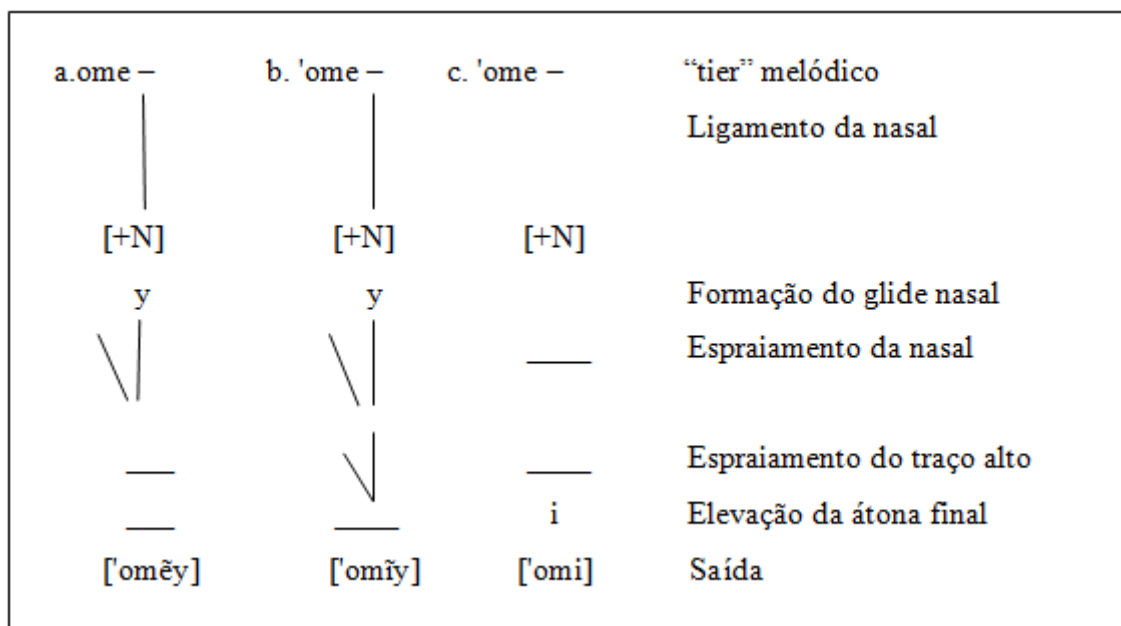 a.ome – b. 'ome – c. 'ome – “tier” melódico
Ligamento da nasal
[+N] [+N] [+N]
y y Formação do glide nasal
Espraiamento da nasal
Espraiamento do traço alto
i Elevação da átona final
['omẽy] ['omĩy] ['omi] Saída